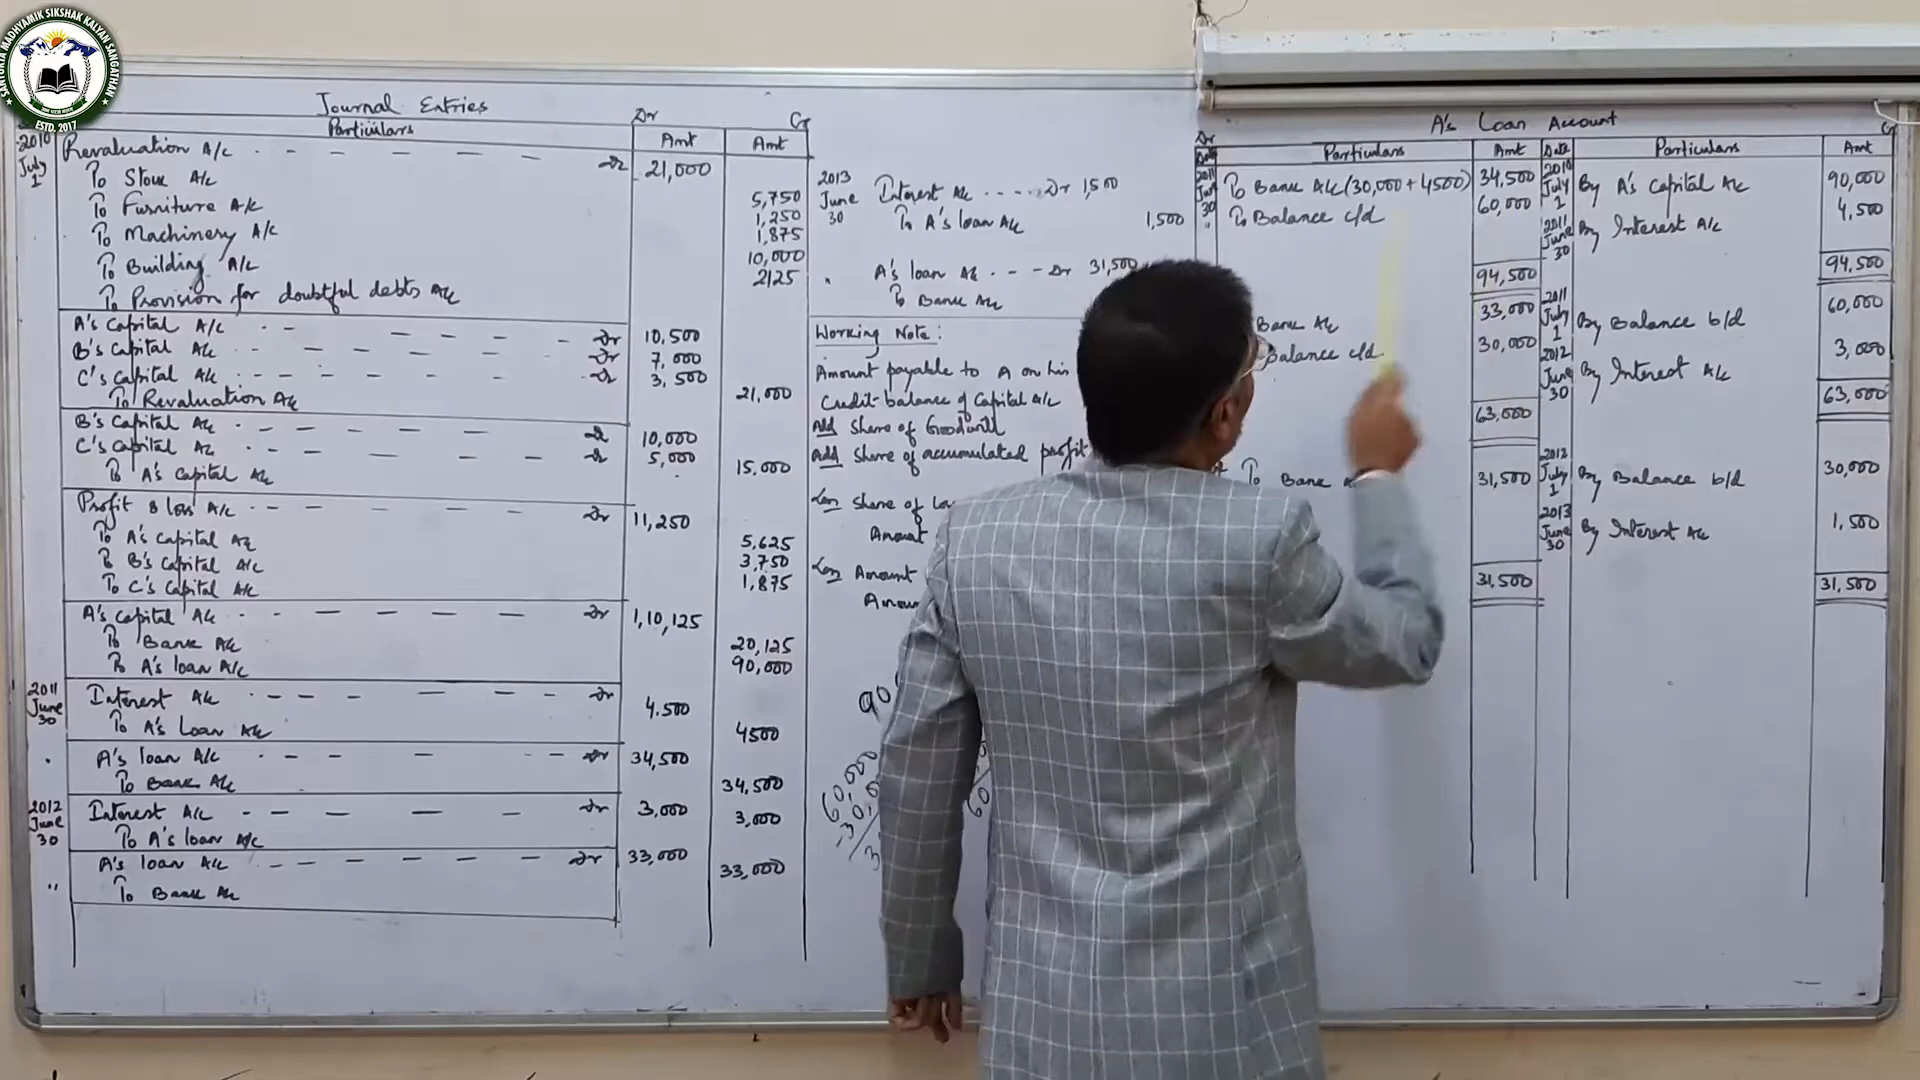 SANYUKTA MADHYAMIK SIKSHAK KALYAN SANGATHAN
ESTD. 2017
Journal Entries
Dr
Cr
Particulars
Amt
Amt
2010
July
1
Revaluation A/c Dr 21,000
To Stock A/c 5,750
To Furniture A/c 1,250
To Machinery A/c 1,875
To Building A/c 10,000
To Provision for doubtful debts A/c 2125
A's Capital A/c Dr 10,500
B's Capital A/c Dr 7,000
C's Capital A/c Dr 3,500
To Revaluation A/c 21,000
B's Capital A/c Dr 10,000
C's Capital A/c Dr 5,000
To A's Capital A/c 15,000
Profit & loss A/c Dr 11,250
To A's Capital A/c 5,625
To B's Capital A/c 3,750
To C's Capital A/c 1,875
A's Capital A/c Dr 1,10,125
To Bank A/c 20,125
To A's loan A/c 90,000
2011
June
30
Interest A/c Dr 4.500
To A's Loan A/c 4500
A's loan A/c Dr 34,500
To Bank A/c 34,500
2012
June
30
Interest A/c Dr 3,000
To A's loan A/c 3,000
" A's loan A/c Dr 33,000
To Bank A/c 33,000
2013
June
30
Interest A/c Dr 1,500
To A's loan A/c 1,500
" A's loan A/c Dr 31,500
To Bank A/c
Working Note:
Amount payable to A on his
Credit balance of Capital A/c
Add Share of Goodwill
Add Share of accumulated profit
Less Share of
Amount
Less Amount
60,000
A's Loan Account
Dr
Cr
Date Particulars Amt Date Particulars Amt
2011
June
30
To Bank A/c (30,000+4500) 34,500
" To Balance c/d 60,000
94,500
2010
July
1
By A's Capital A/c 90,000
2011
June
30
By Interest A/c 4,500
94,500
Bank A/c 33,000
Balance c/d 30,000
63,000
2011
July
1
By Balance b/d 60,000
2012
June
30
By Interest A/c 3,000
63,000
To Bank 31,500
31,500
2012
July
1
By Balance b/d 30,000
2013
June
30
By Interest A/c 1,500
31,500